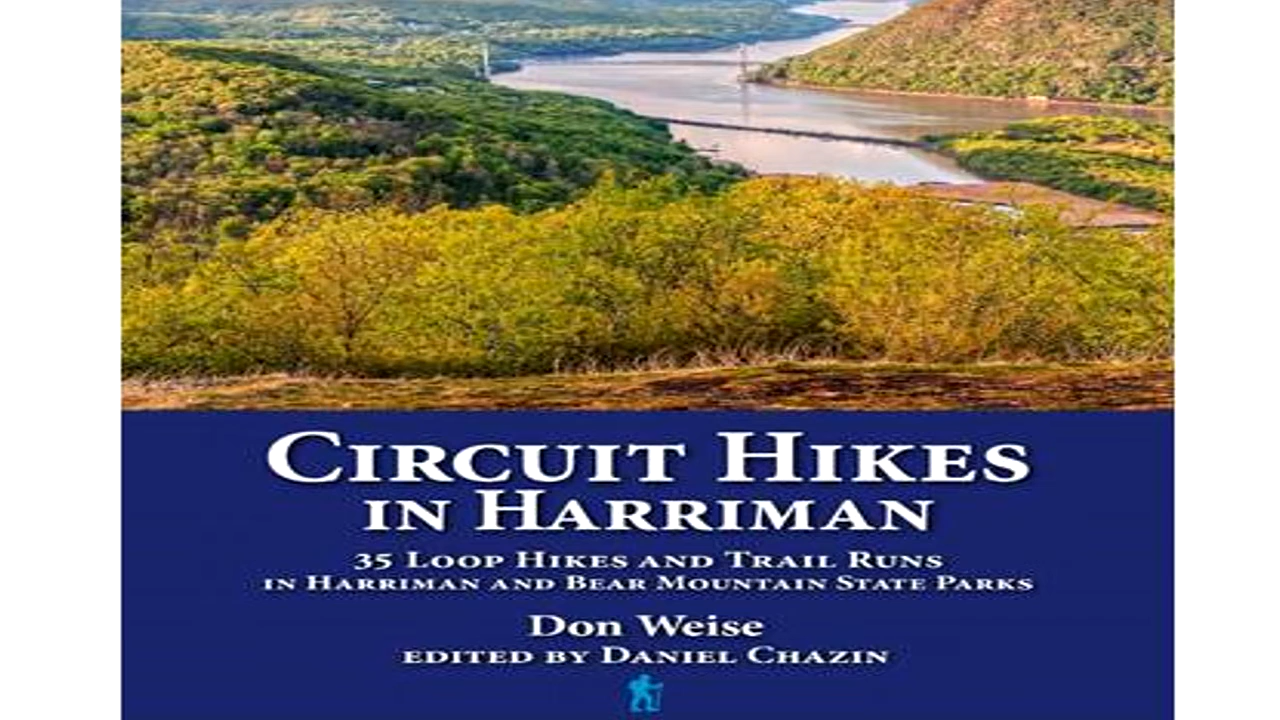 CIRCUIT HIKES
IN HARRIMAN
35 LOOP HIKES AND TRAIL RUNS
IN HARRIMAN AND BEAR MOUNTAIN STATE PARKS
Don Weise
EDITED BY DANIEL CHAZIN